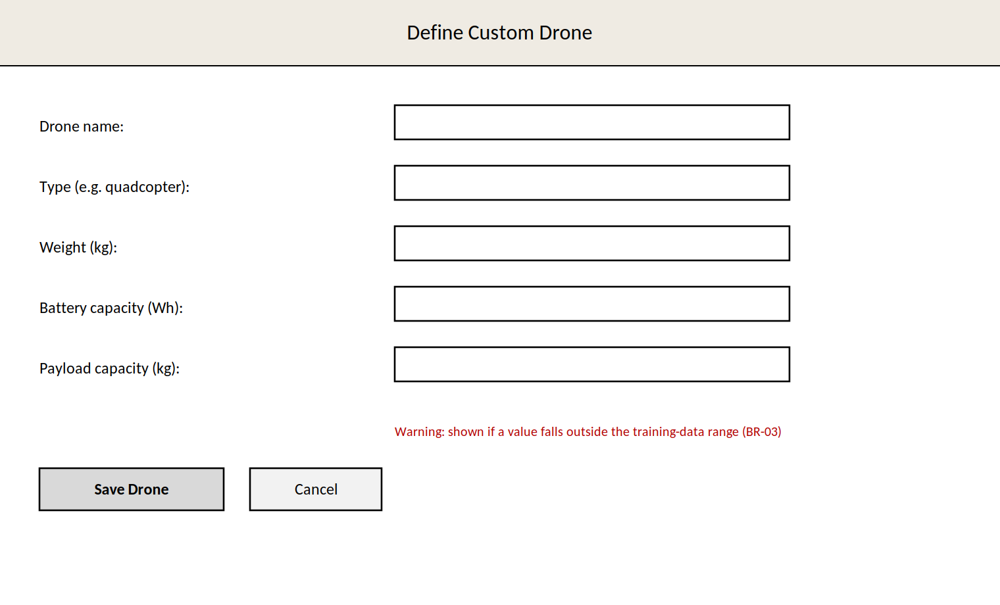 Define Custom Drone
Drone name:
Type (e.g. quadcopter):
Weight (kg):
Battery capacity (Wh):
Payload capacity (kg):
Warning: shown if a value falls outside the training-data range (BR-03)
Save Drone
Cancel